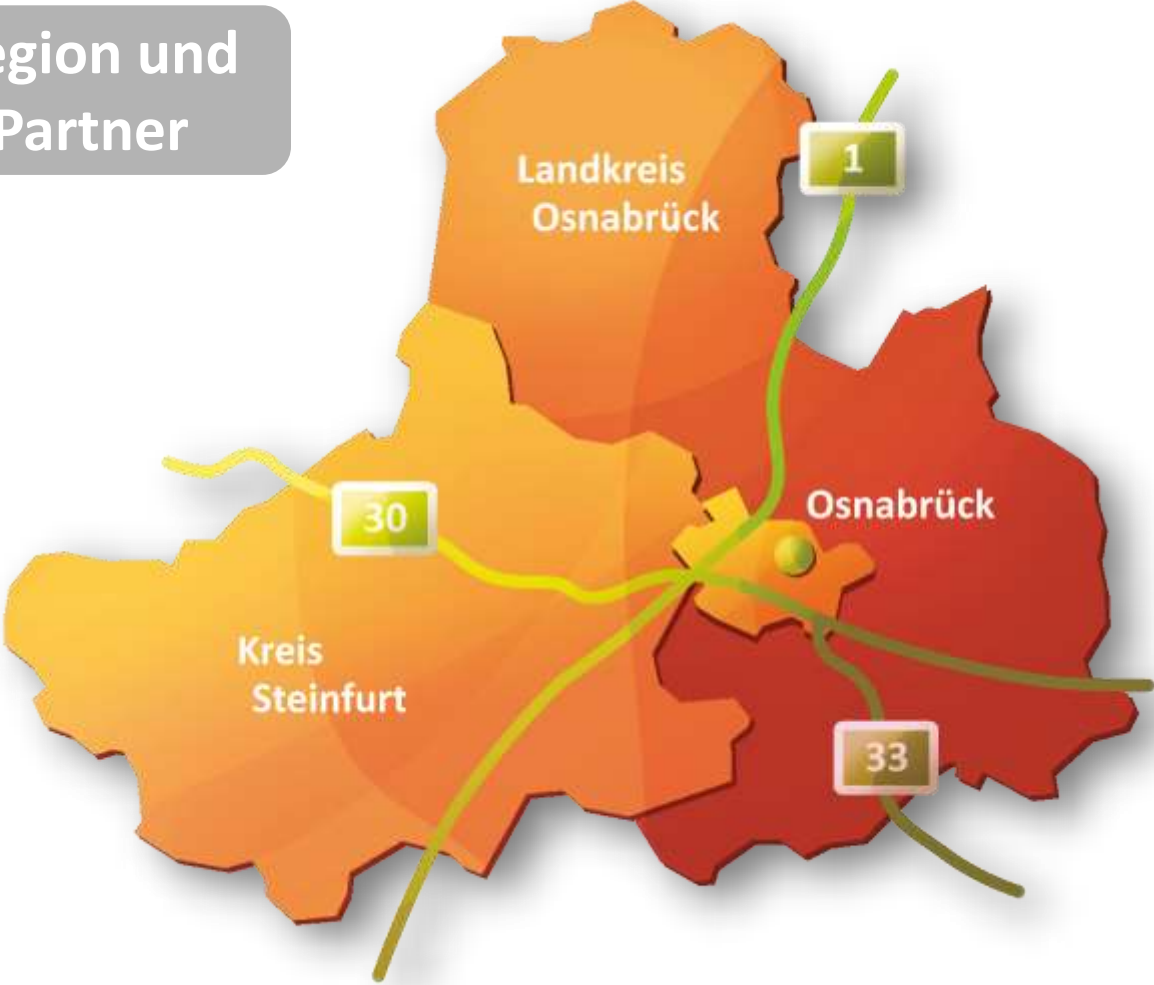 egion und
Partner
Landkreis
Osnabrück
1
30
Osnabrück
Kreis
Steinfurt
33